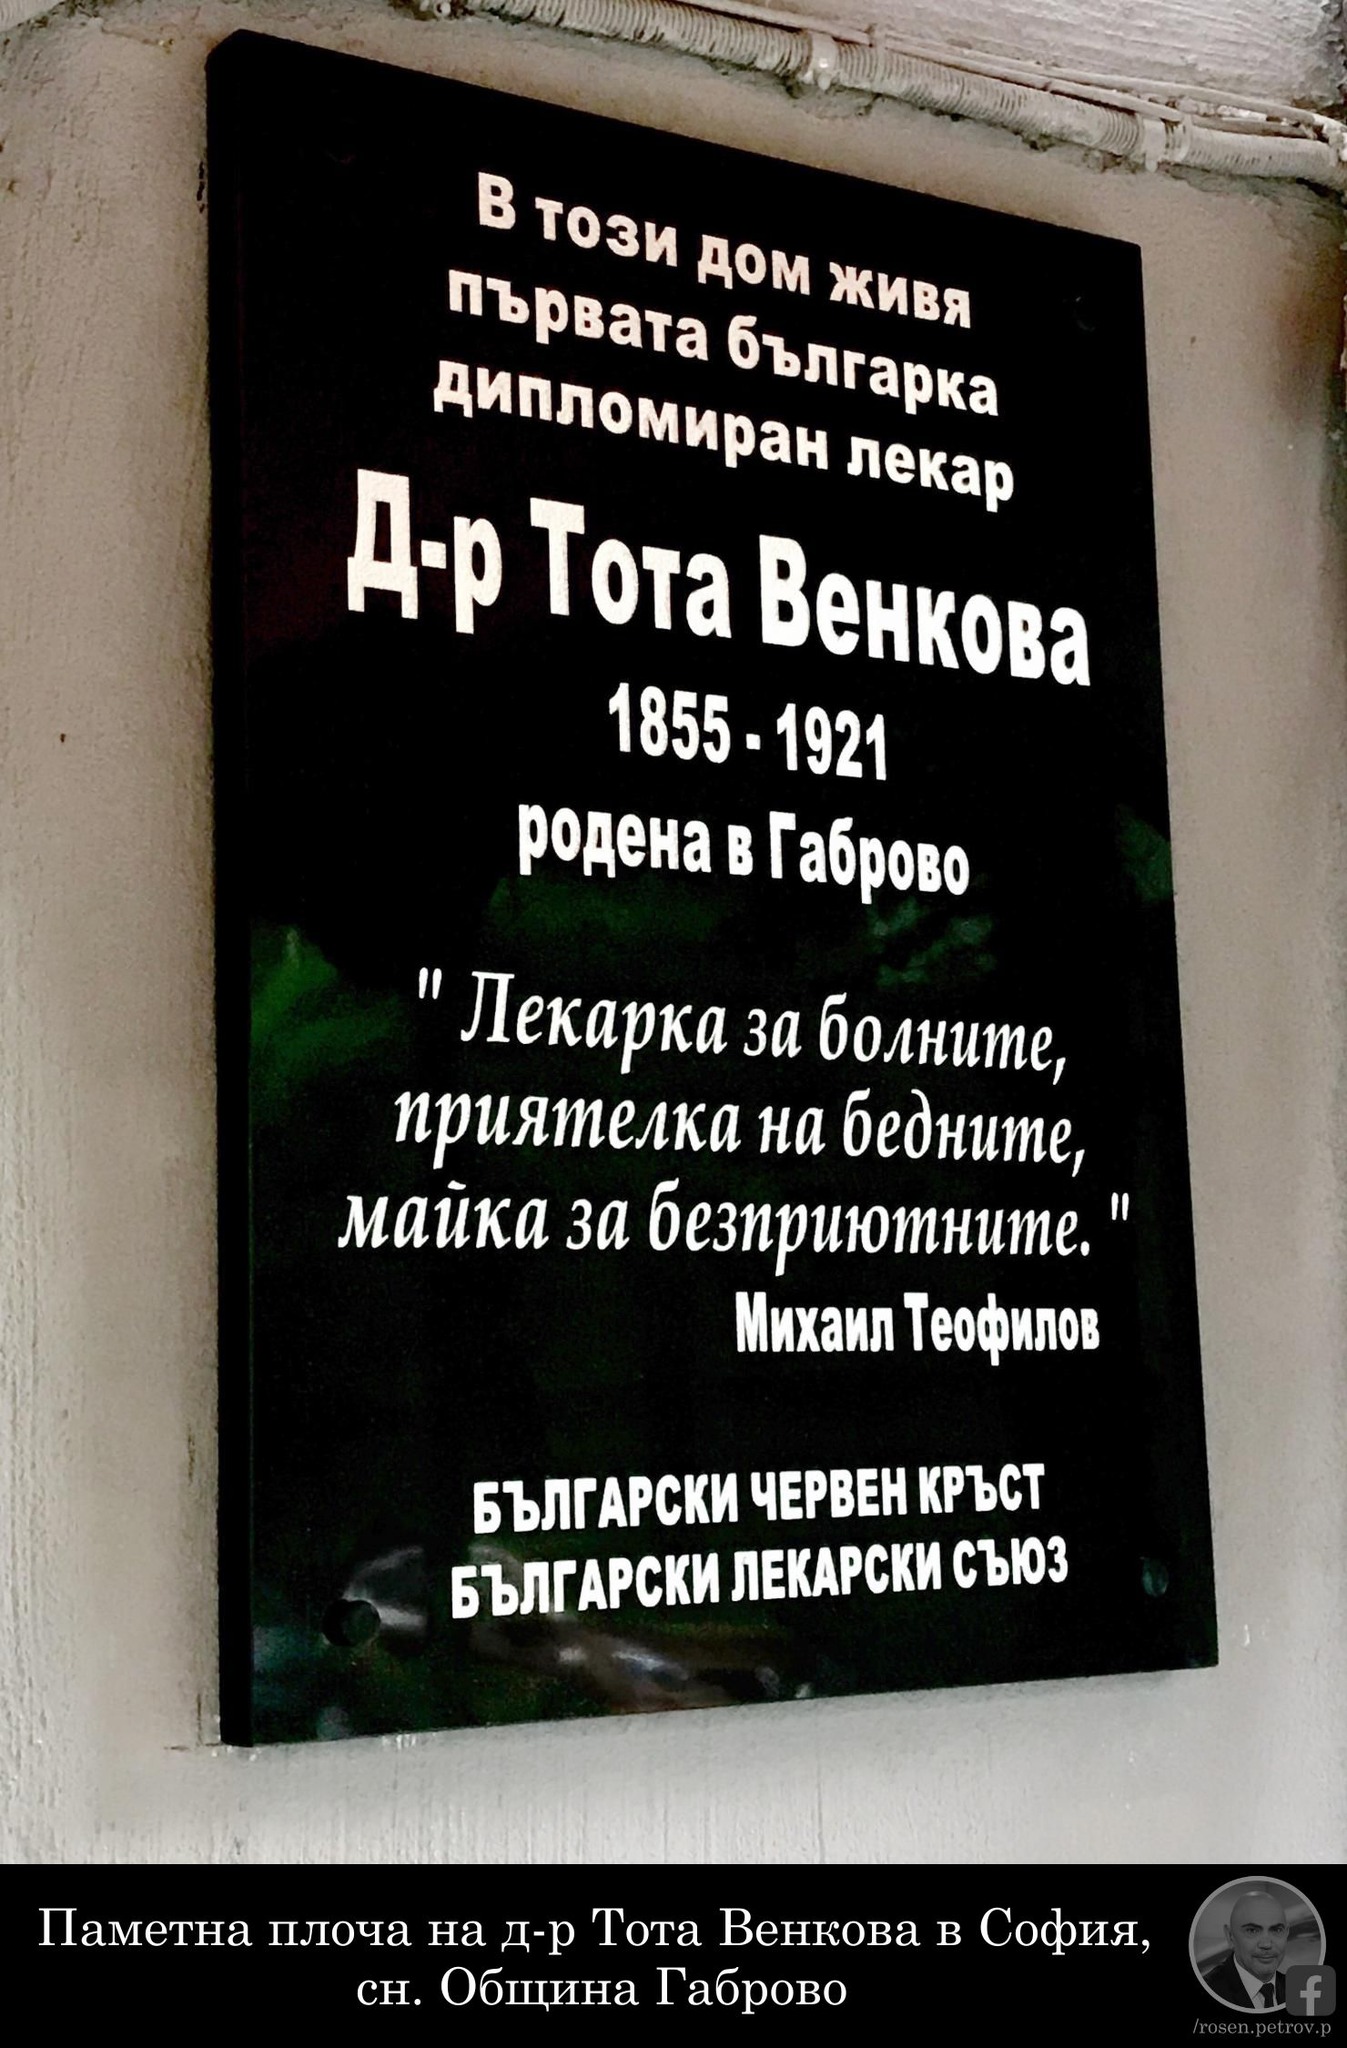 В този дом живя
първата българка
дипломиран лекар
Д-р Тота Венкова
1855 - 1921
родена в Габрово
" Лекарка за болните,
приятелка на бедните,
майка за безприютните. "
Михаил Теофилов
БЪЛГАРСКИ ЧЕРВЕН КРЪСТ
БЪЛГАРСКИ ЛЕКАРСКИ СЪЮЗ
Паметна плоча на д-р Тота Венкова в София,
сн. Община Габрово
f
/rosen.petrov.p